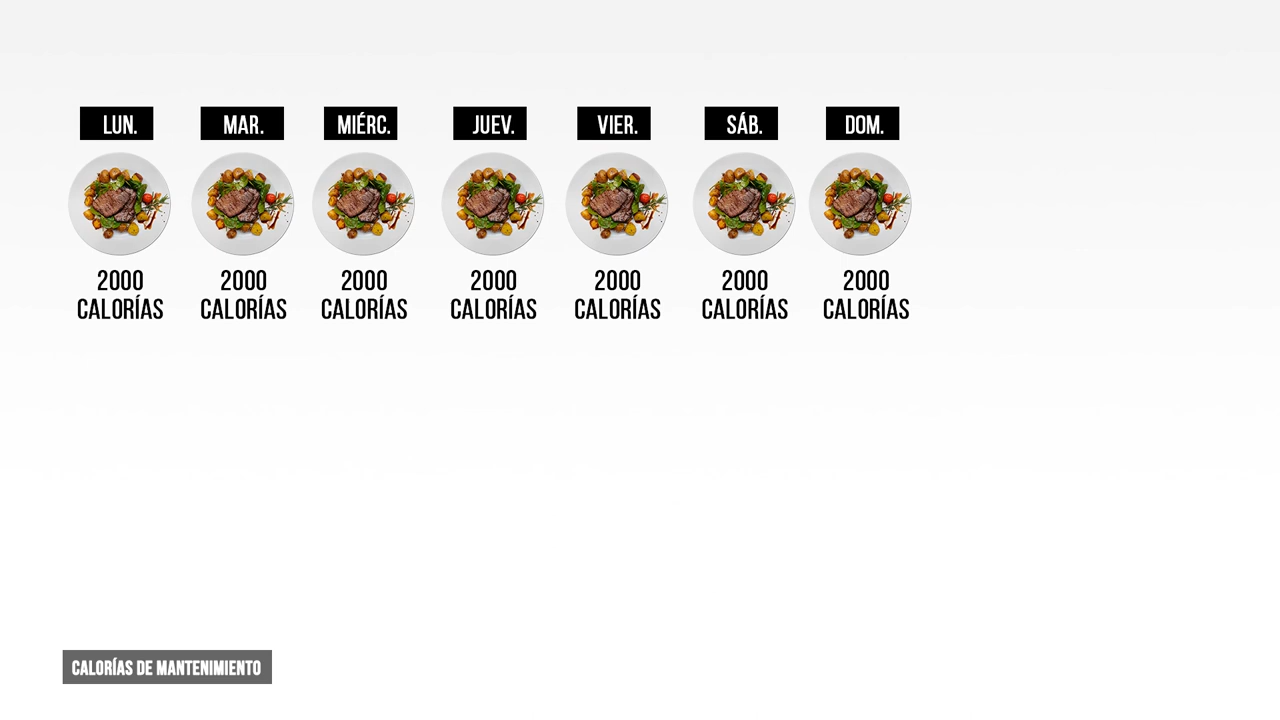 LUN. MAR. MIÉRC. JUEV. VIER. SÁB. DOM.
2000 2000 2000 2000 2000 2000 2000
CALORÍAS CALORÍAS CALORÍAS CALORÍAS CALORÍAS CALORÍAS CALORÍAS
CALORÍAS DE MANTENIMIENTO